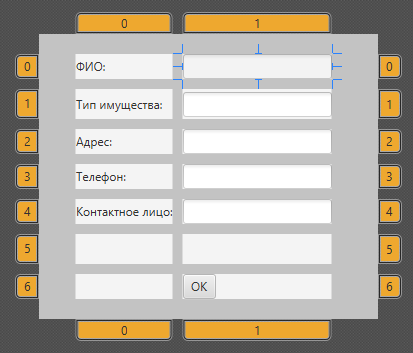 0 1
0 ФИО: 0
1 Тип имущества: 1
2 Адрес: 2
3 Телефон: 3
4 Контактное лицо: 4
5 5
6 OK 6
0 1